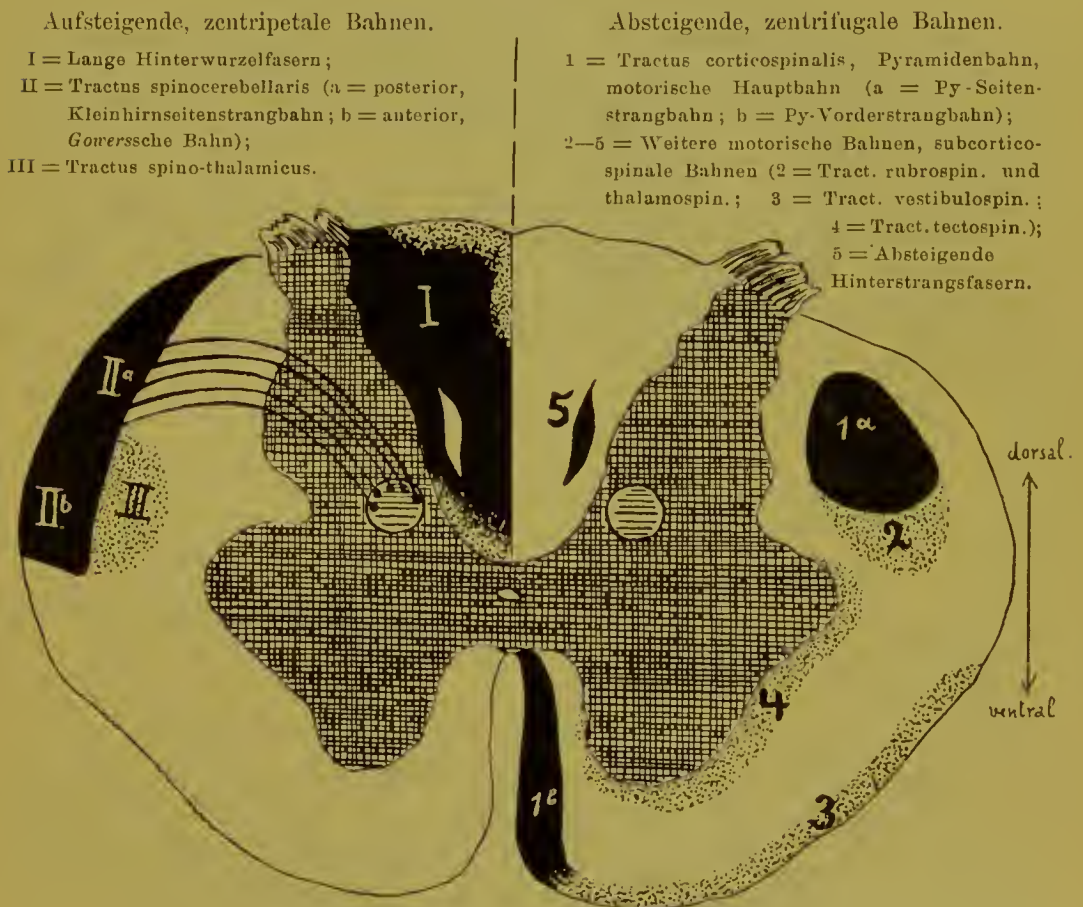 Aufsteigende, zentripetale Bahnen.
I = Lange Hinterwurzelfasern;
II = Tractus spinocerebellaris (a = posterior,
Kleinhirnseitenstrangbahn; b = anterior,
Gowerssche Bahn);
III = Tractus spino-thalamicus.
Absteigende, zentrifugale Bahnen.
1 = Tractus corticospinalis, Pyramidenbahn,
motorische Hauptbahn (a = Py-Seiten-
strangbahn; b = Py-Vorderstrangbahn);
2—5 = Weitere motorische Bahnen, subcortico-
spinale Bahnen (2 = Tract. rubrospin. und
thalamospin.; 3 = Tract. vestibulospin.;
4 = Tract. tectospin.);
5 = Absteigende
Hinterstrangsfasern.
I
IIa
IIb
III
5
1a
2
dorsal.
ventral
4
1b
3